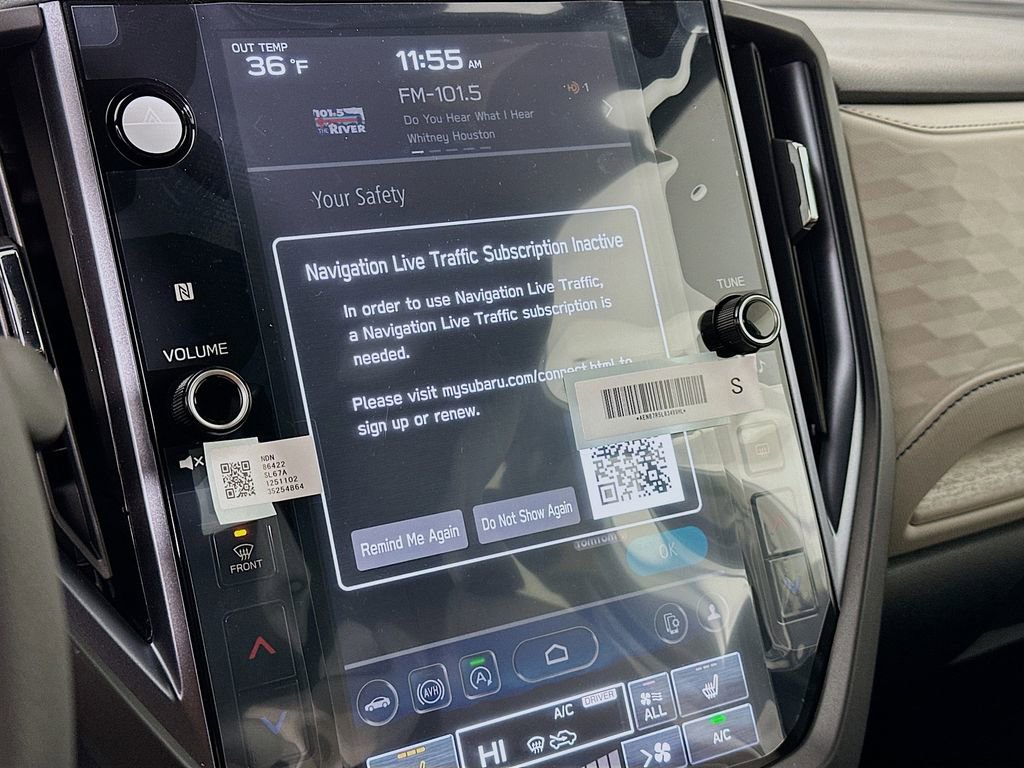 OUT TEMP
36 °F
11:55 AM
FM-101.5
101.5
THE RIVER
Do You Hear What I Hear
Whitney Houston
1
Your Safety
Navigation Live Traffic Subscription Inactive
In order to use Navigation Live Traffic,
a Navigation Live Traffic subscription is
needed.
Please visit mysubaru.com/connect.html to
sign up or renew.
TUNE
VOLUME
S
NDN
86422
SL67A
1251102
35254864
Remind Me Again
Do Not Show Again
TomTom
OK
FRONT
AVH
A
A/C
DRIVER
HI
ALL
A/C